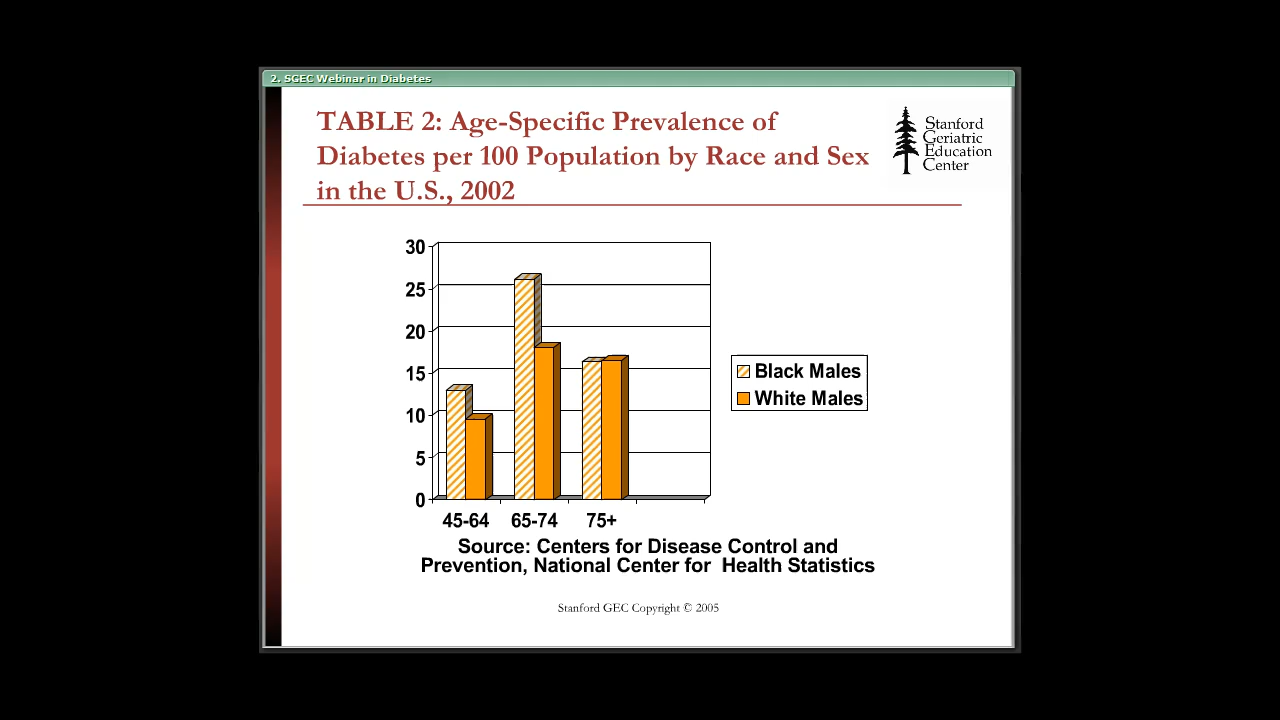 2. SGEC Webinar in Diabetes
TABLE 2: Age-Specific Prevalence of
Diabetes per 100 Population by Race and Sex
in the U.S., 2002
Stanford
Geriatric
Education
Center
30
25
20
15
10
5
0
45-64 65-74 75+
Black Males
White Males
Source: Centers for Disease Control and
Prevention, National Center for Health Statistics
Stanford GEC Copyright © 2005